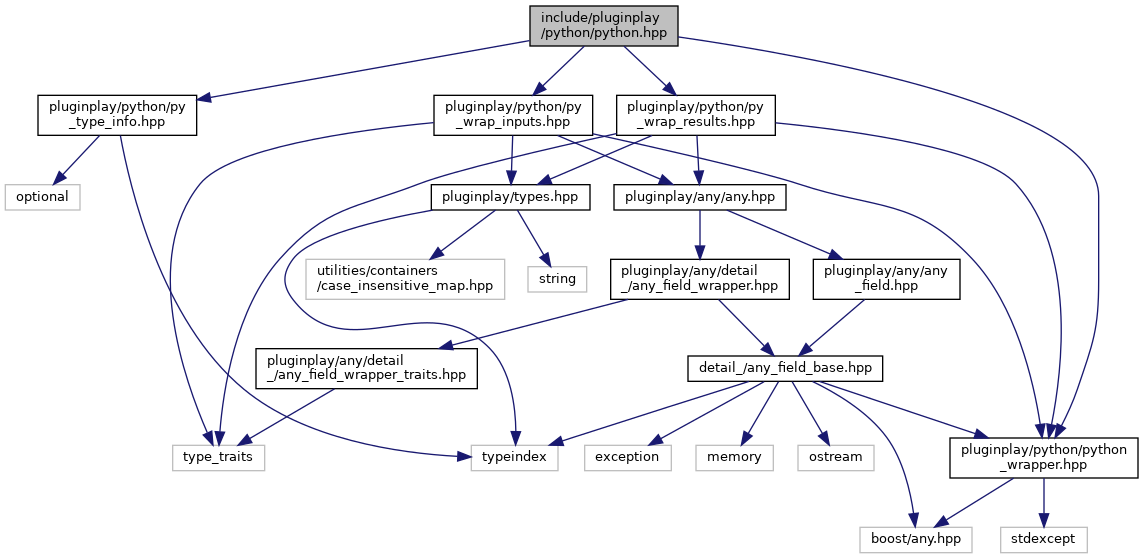 include/pluginplay
/python/python.hpp
pluginplay/python/py
_type_info.hpp
pluginplay/python/py
_wrap_inputs.hpp
pluginplay/python/py
_wrap_results.hpp
optional
pluginplay/types.hpp
pluginplay/any/any.hpp
utilities/containers
/case_insensitive_map.hpp
string
pluginplay/any/detail
_/any_field_wrapper.hpp
pluginplay/any/any
_field.hpp
pluginplay/any/detail
_/any_field_wrapper_traits.hpp
detail_/any_field_base.hpp
type_traits
typeindex
exception
memory
ostream
pluginplay/python/python
_wrapper.hpp
boost/any.hpp
stdexcept